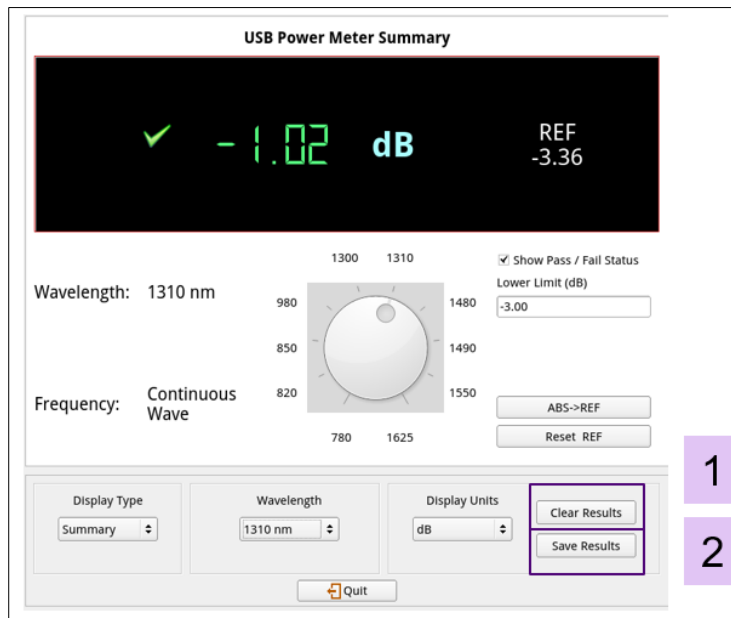 USB Power Meter Summary
-1.02 dB
REF
-3.36
Wavelength: 1310 nm
Frequency: Continuous
Wave
1300 1310
980 1480
850 1490
820 1550
780 1625
Show Pass / Fail Status
Lower Limit (dB)
-3.00
ABS->REF
Reset REF
Display Type
Summary
Wavelength
1310 nm
Display Units
dB
Clear Results
Save Results
Quit
1
2